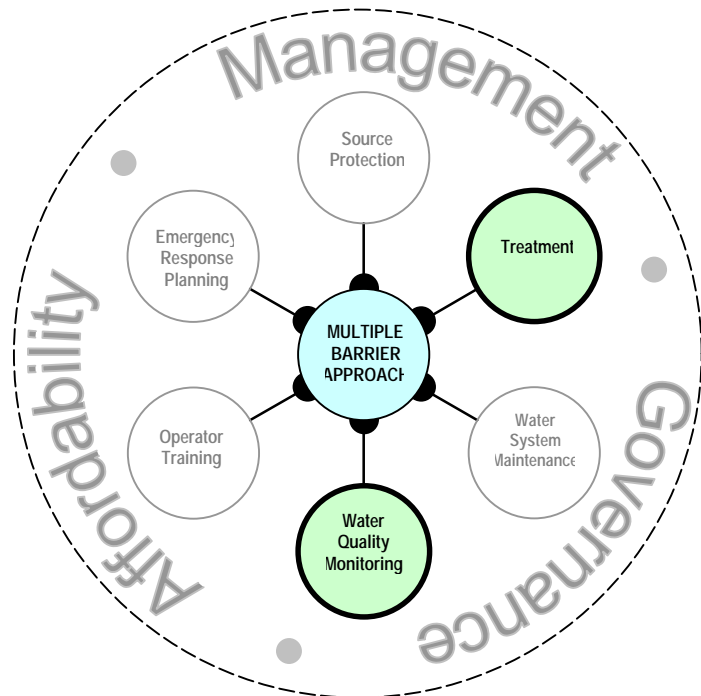 Management
Source
Protection
Treatment
Emergency
Response
Planning
MULTIPLE
BARRIER
APPROACH
Affordability
Governance
Operator
Training
Water
System
Maintenance
Water
Quality
Monitoring